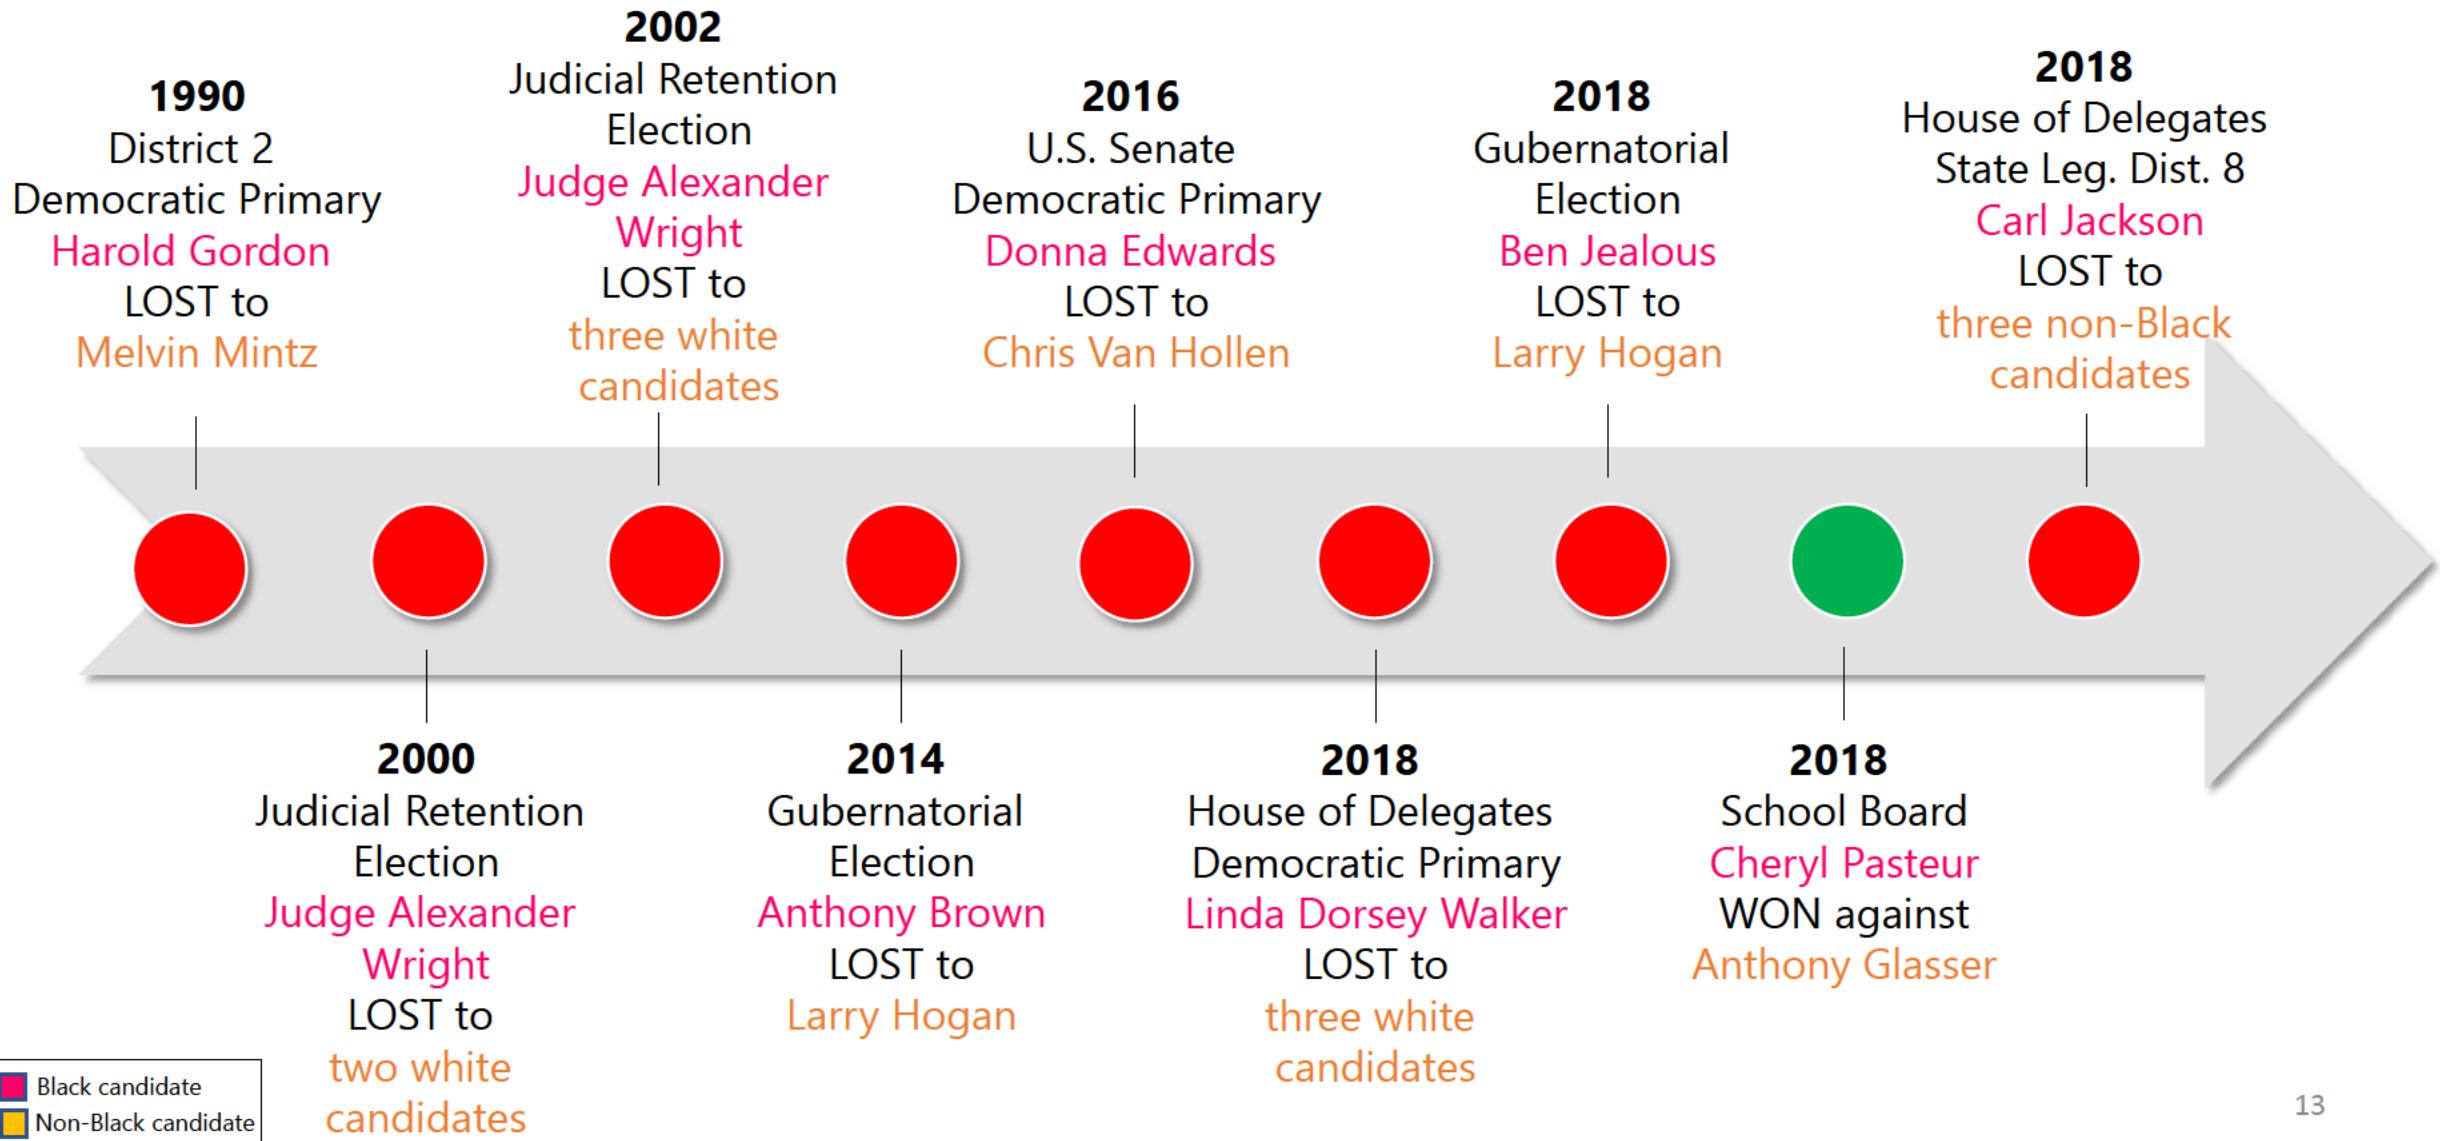 1990
District 2
Democratic Primary
Harold Gordon
LOST to
Melvin Mintz
2002
Judicial Retention
Election
Judge Alexander
Wright
LOST to
three white
candidates
2016
U.S. Senate
Democratic Primary
Donna Edwards
LOST to
Chris Van Hollen
2018
Gubernatorial
Election
Ben Jealous
LOST to
Larry Hogan
2018
House of Delegates
State Leg. Dist. 8
Carl Jackson
LOST to
three non-Black
candidates
2000
Judicial Retention
Election
Judge Alexander
Wright
LOST to
two white
candidates
2014
Gubernatorial
Election
Anthony Brown
LOST to
Larry Hogan
2018
House of Delegates
Democratic Primary
Linda Dorsey Walker
LOST to
three white
candidates
2018
School Board
Cheryl Pasteur
WON against
Anthony Glasser
Black candidate
Non-Black candidate
13